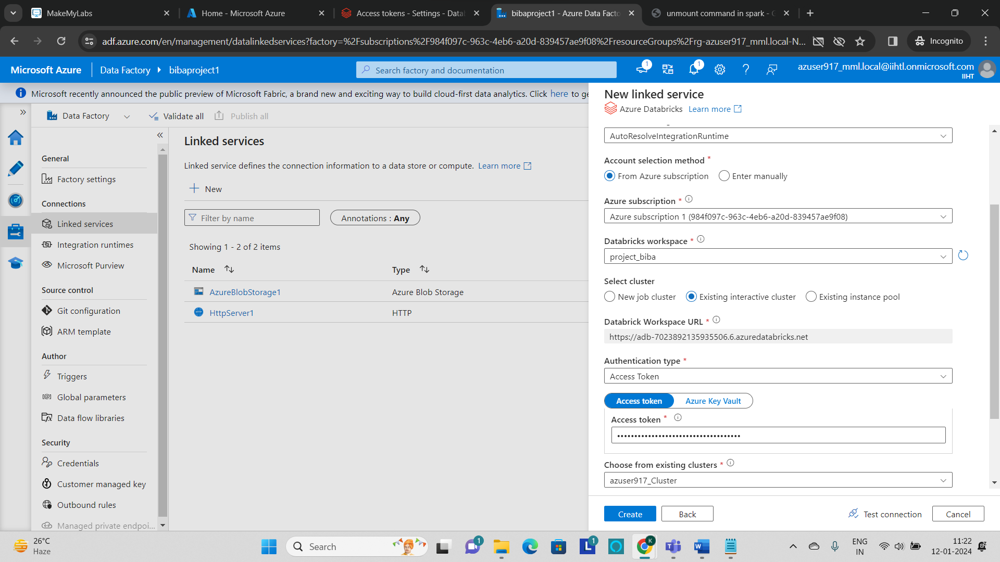 MakeMyLabs
Home - Microsoft Azure
Access tokens - Settings - Datal
bibaproject1 - Azure Data Facto
unmount command in spark - G
adf.azure.com/en/management/datalinkedservices?factory=%2Fsubscriptions%2F984f097c-963c-4eb6-a20d-839457ae9f08%2FresourceGroups%2Frg-azuser917_mml.local-N...
Incognito
Microsoft Azure
Data Factory
bibaproject1
Search factory and documentation
1
1
azuser917_mml.local@iihtl.onmicrosoft.com
IIHT
Microsoft recently announced the public preview of Microsoft Fabric, a brand new and exciting way to build cloud-first data analytics. Click here to ge
Data Factory
Validate all
Publish all
General
Factory settings
Connections
Linked services
Integration runtimes
Microsoft Purview
Source control
Git configuration
ARM template
Author
Triggers
Global parameters
Data flow libraries
Security
Credentials
Customer managed key
Outbound rules
Managed private endpoi...
Linked services
Linked service defines the connection information to a data store or compute. Learn more
New
Filter by name
Annotations : Any
Showing 1 - 2 of 2 items
Name
Type
AzureBlobStorage1
Azure Blob Storage
HttpServer1
HTTP
New linked service
Azure Databricks Learn more
AutoResolveIntegrationRuntime
Account selection method *
From Azure subscription
Enter manually
Azure subscription *
Azure subscription 1 (984f097c-963c-4eb6-a20d-839457ae9f08)
Databricks workspace *
project_biba
Select cluster
New job cluster
Existing interactive cluster
Existing instance pool
Databrick Workspace URL *
https://adb-7023892135935506.6.azuredatabricks.net
Authentication type *
Access Token
Access token
Azure Key Vault
Access token *
••••••••••••••••••••••••••••••••••••
Choose from existing clusters *
azuser917_Cluster
Create
Back
Test connection
Cancel
26°C
Haze
Search
1
1
K
ENG
IN
11:22
12-01-2024